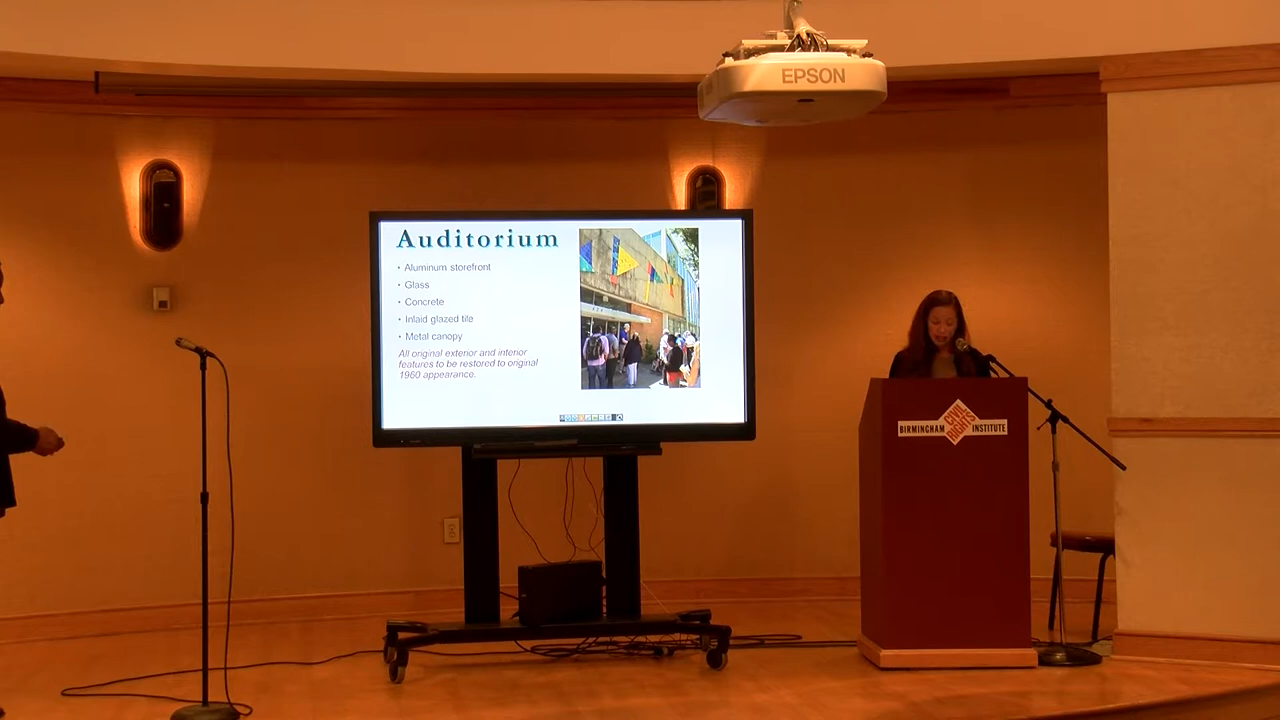 EPSON
Auditorium
• Aluminum storefront
• Glass
• Concrete
• Inlaid glazed tile
• Metal canopy
All original exterior and interior
features to be restored to original
1960 appearance.
BIRMINGHAM CIVIL RIGHTS INSTITUTE